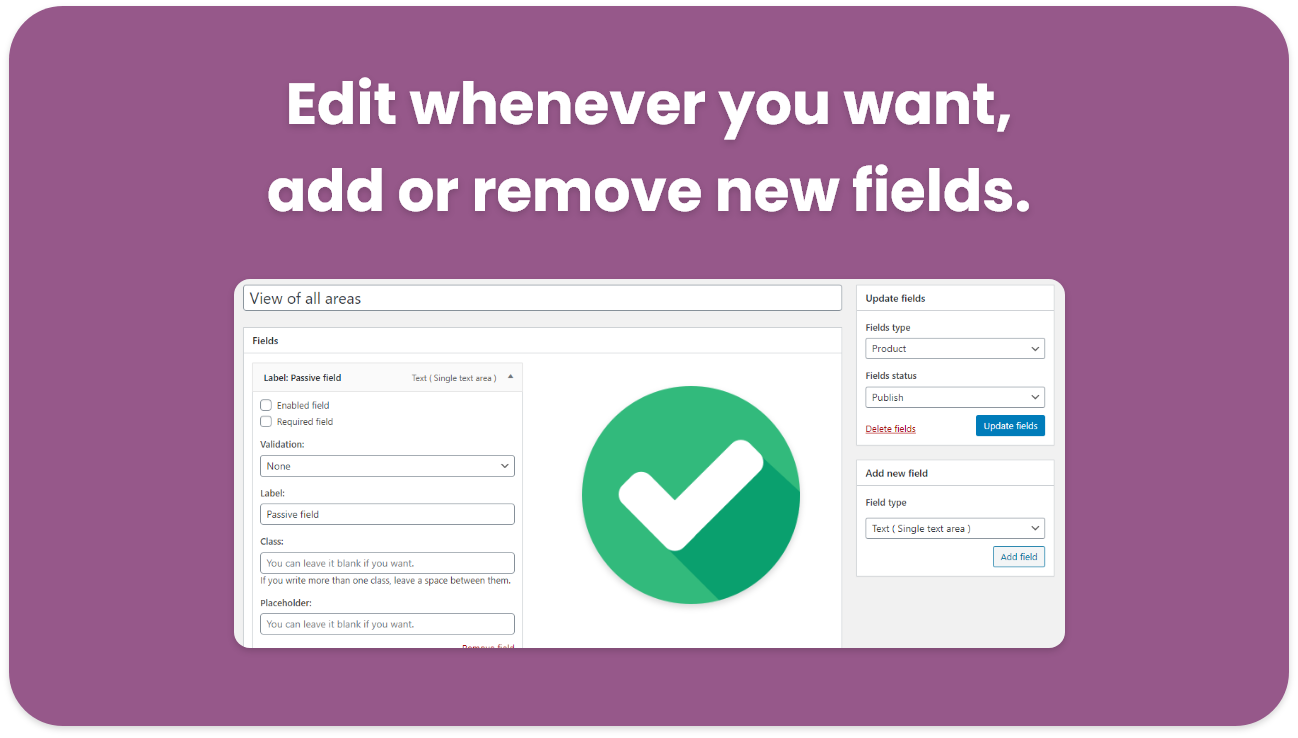 Edit whenever you want,
add or remove new fields.
View of all areas
Fields
Label: Passive field
Text ( Single text area )
Enabled field
Required field
Validation:
None
Label:
Passive field
Class:
You can leave it blank if you want.
If you write more than one class, leave a space between them.
Placeholder:
You can leave it blank if you want.
Remove field
Update fields
Fields type
Product
Fields status
Publish
Delete fields
Update fields
Add new field
Field type
Text ( Single text area )
Add field